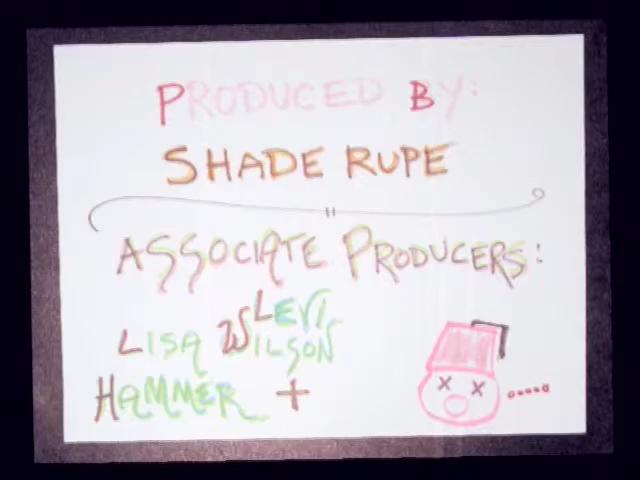 PRODUCED BY:
SHADE RUPE
ASSOCIATE PRODUCERS:
LISA
HAMMER +
LEVI
WILSON